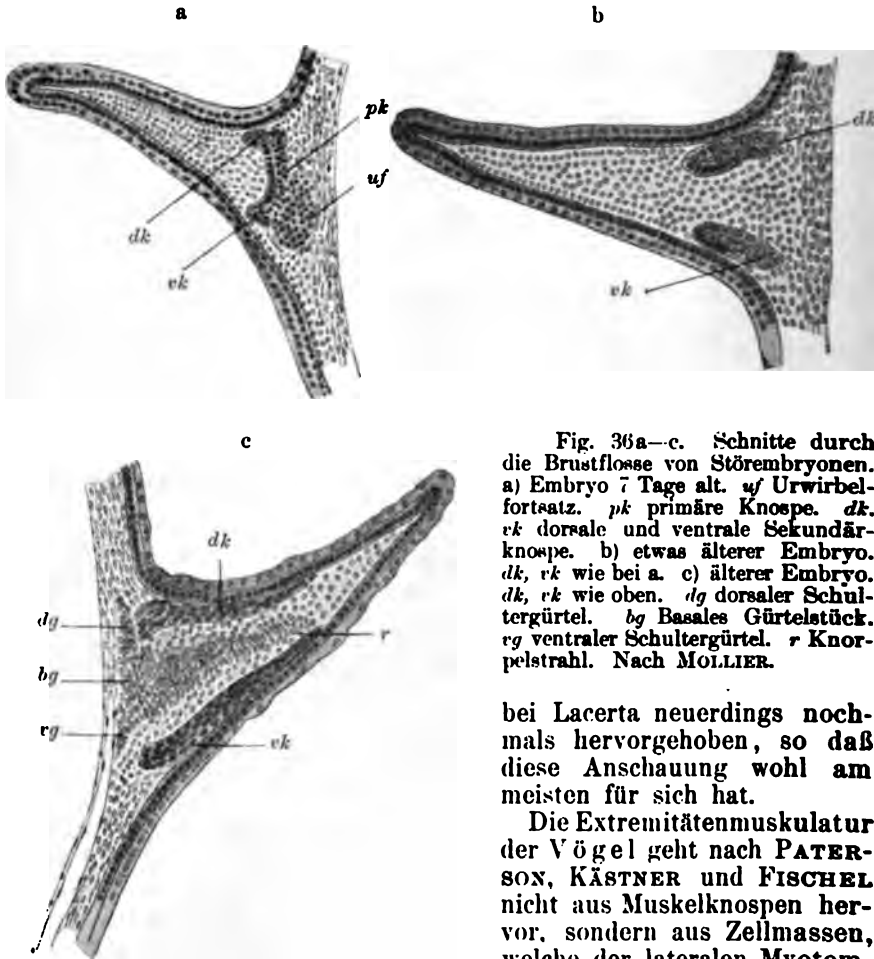 a
b
pk
uf
dk
vk
dk
vk
c
dk
dg
bg
vg
r
vk
Fig. 36a—c. Schnitte durch
die Brustflosse von Störembryonen.
a) Embryo 7 Tage alt. uf Urwirbel-
fortsatz. pk primäre Knospe. dk.
vk dorsale und ventrale Sekundär-
knospe. b) etwas älterer Embryo.
dk, vk wie bei a. c) älterer Embryo.
dk, vk wie oben. dg dorsaler Schul-
tergürtel. bg Basales Gürtelstück.
vg ventraler Schultergürtel. r Knor-
pelstrahl. Nach MOLLIER.
bei Lacerta neuerdings noch-
mals hervorgehoben, so daß
diese Anschauung wohl am
meisten für sich hat.
Die Extremitätenmuskulatur
der Vögel geht nach PATER-
SON, KÄSTNER und FISCHEL
nicht aus Muskelknospen her-
vor, sondern aus Zellmassen,
welche der lateralen Myotom-